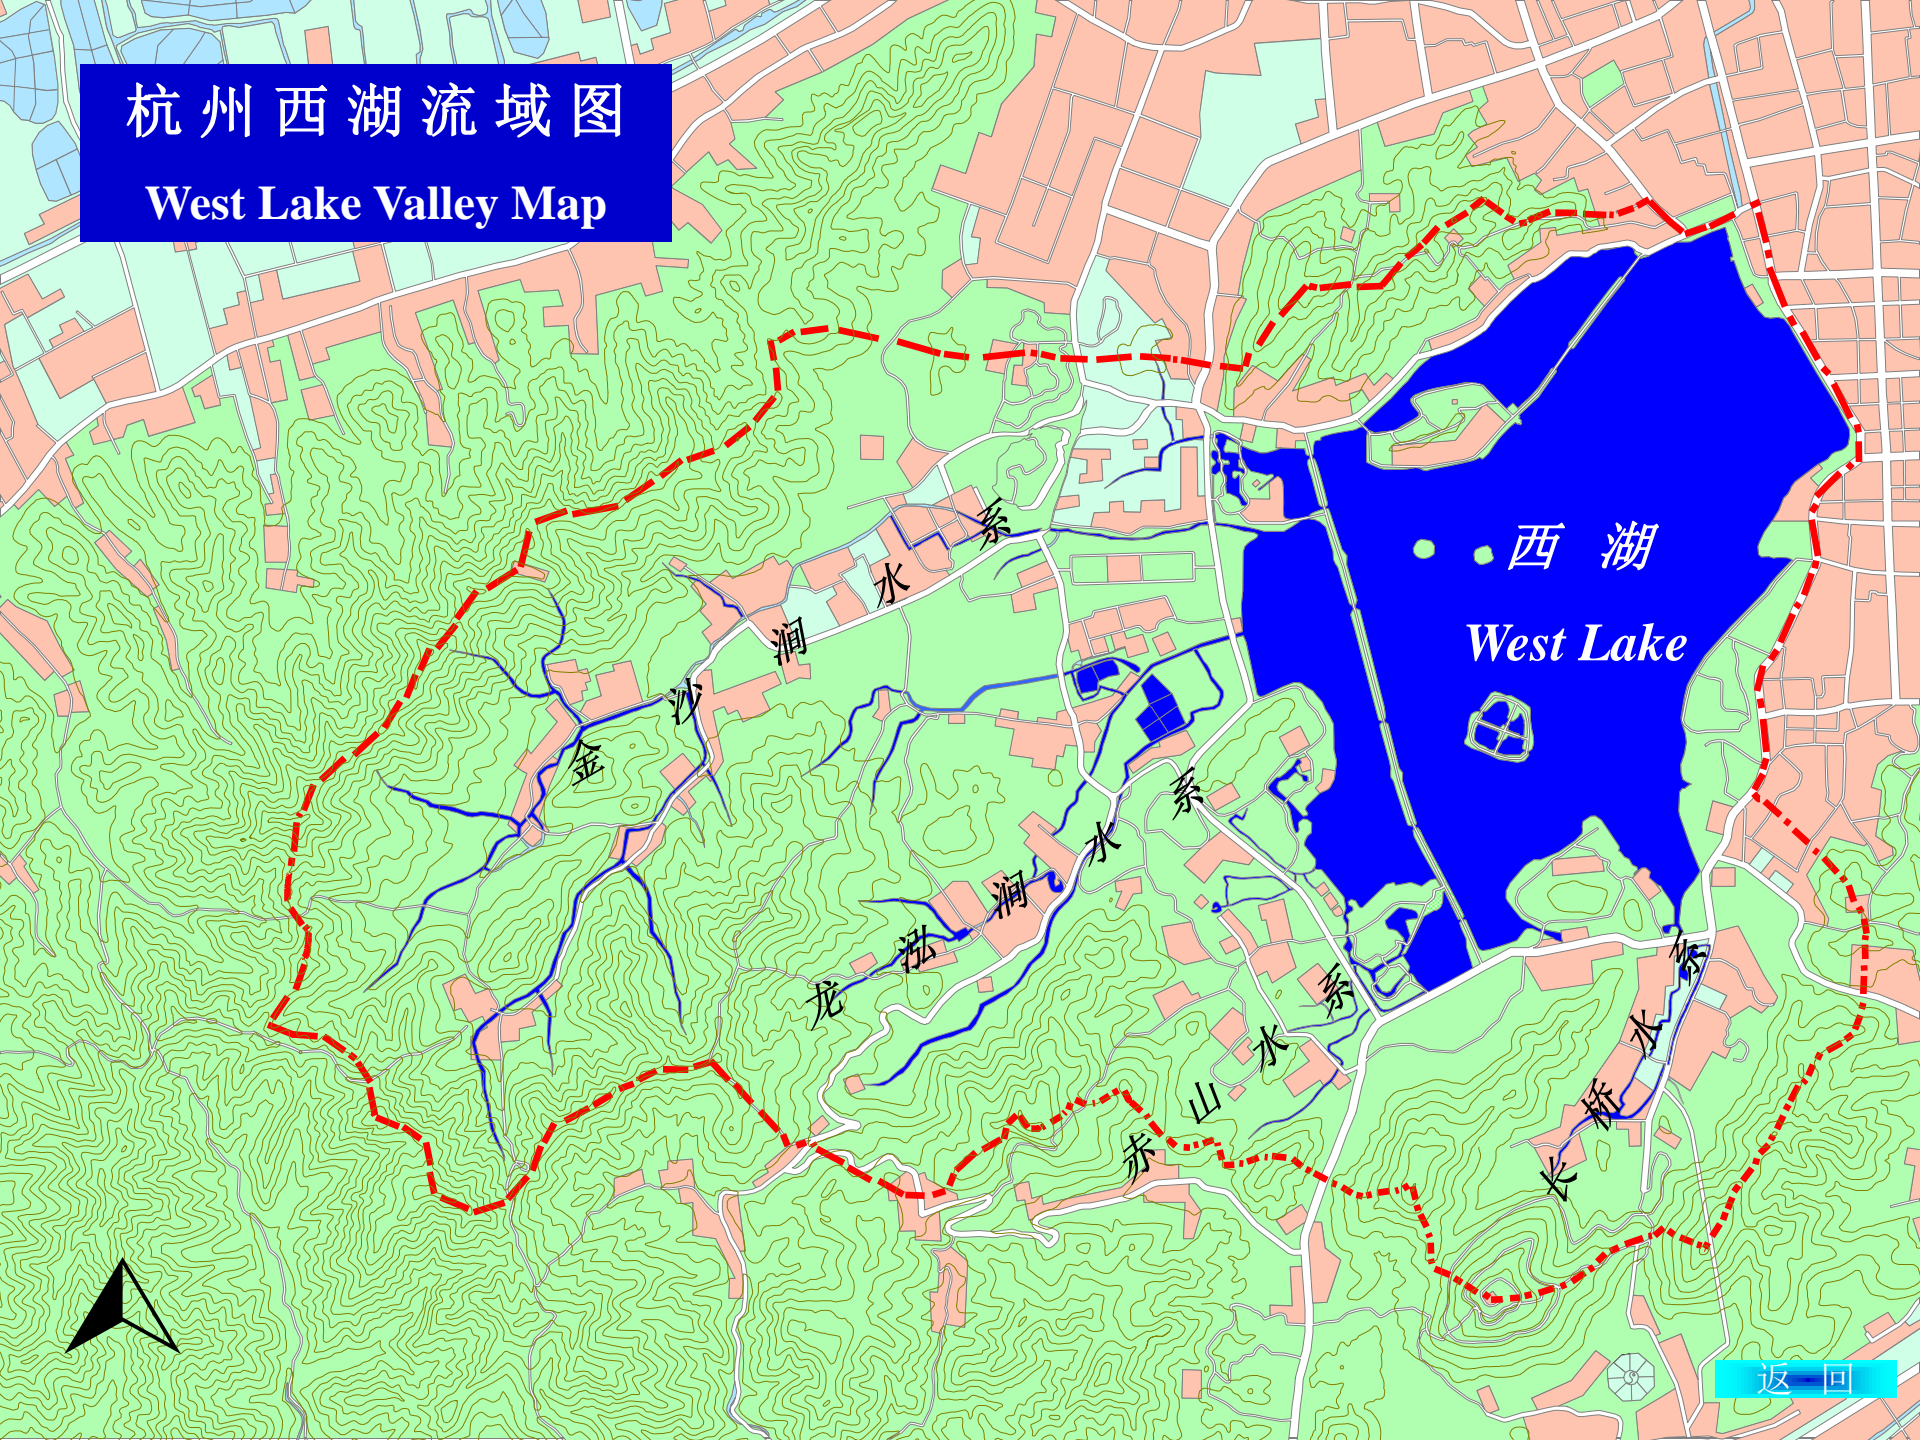 杭州西湖流域图
West Lake Valley Map
西 湖
West Lake
金沙涧水系
龙泓涧水系
赤山水系
长桥水系
返 回